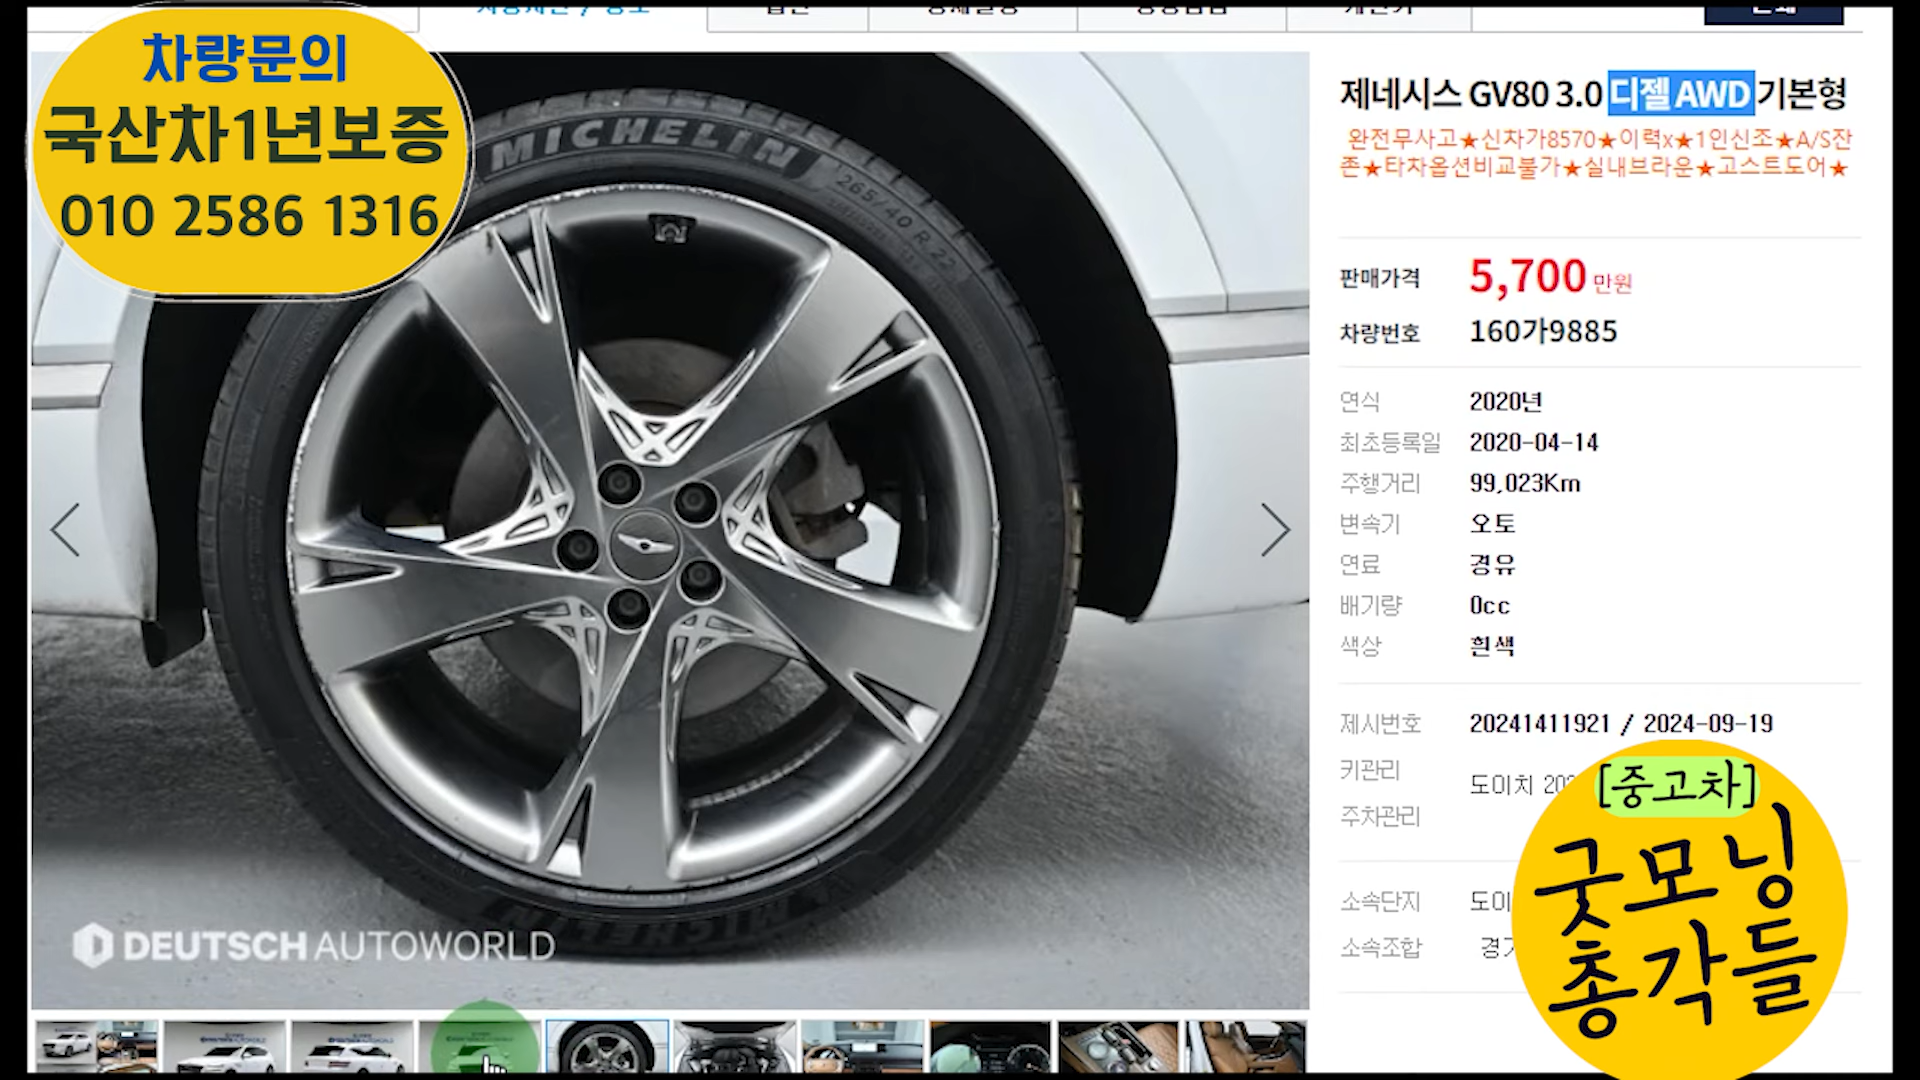 차량문의
국산차1년보증
010 2586 1316
MICHELIN
265/40 R 22
DEUTSCH AUTOWORLD
제네시스 GV80 3.0 디젤 AWD 기본형
완전무사고★신차가8570★이력x★1인신조★A/S잔
존★타차옵션비교불가★실내브라운★고스트도어★
판매가격 5,700 만원
차량번호 160가9885
연식 2020년
최초등록일 2020-04-14
주행거리 99,023Km
변속기 오토
연료 경유
배기량 0cc
색상 흰색
제시번호 20241411921 / 2024-09-19
키관리 도이치
주차관리
소속단지 도이
소속조합 경기
[중고차]
굿모닝
총각들